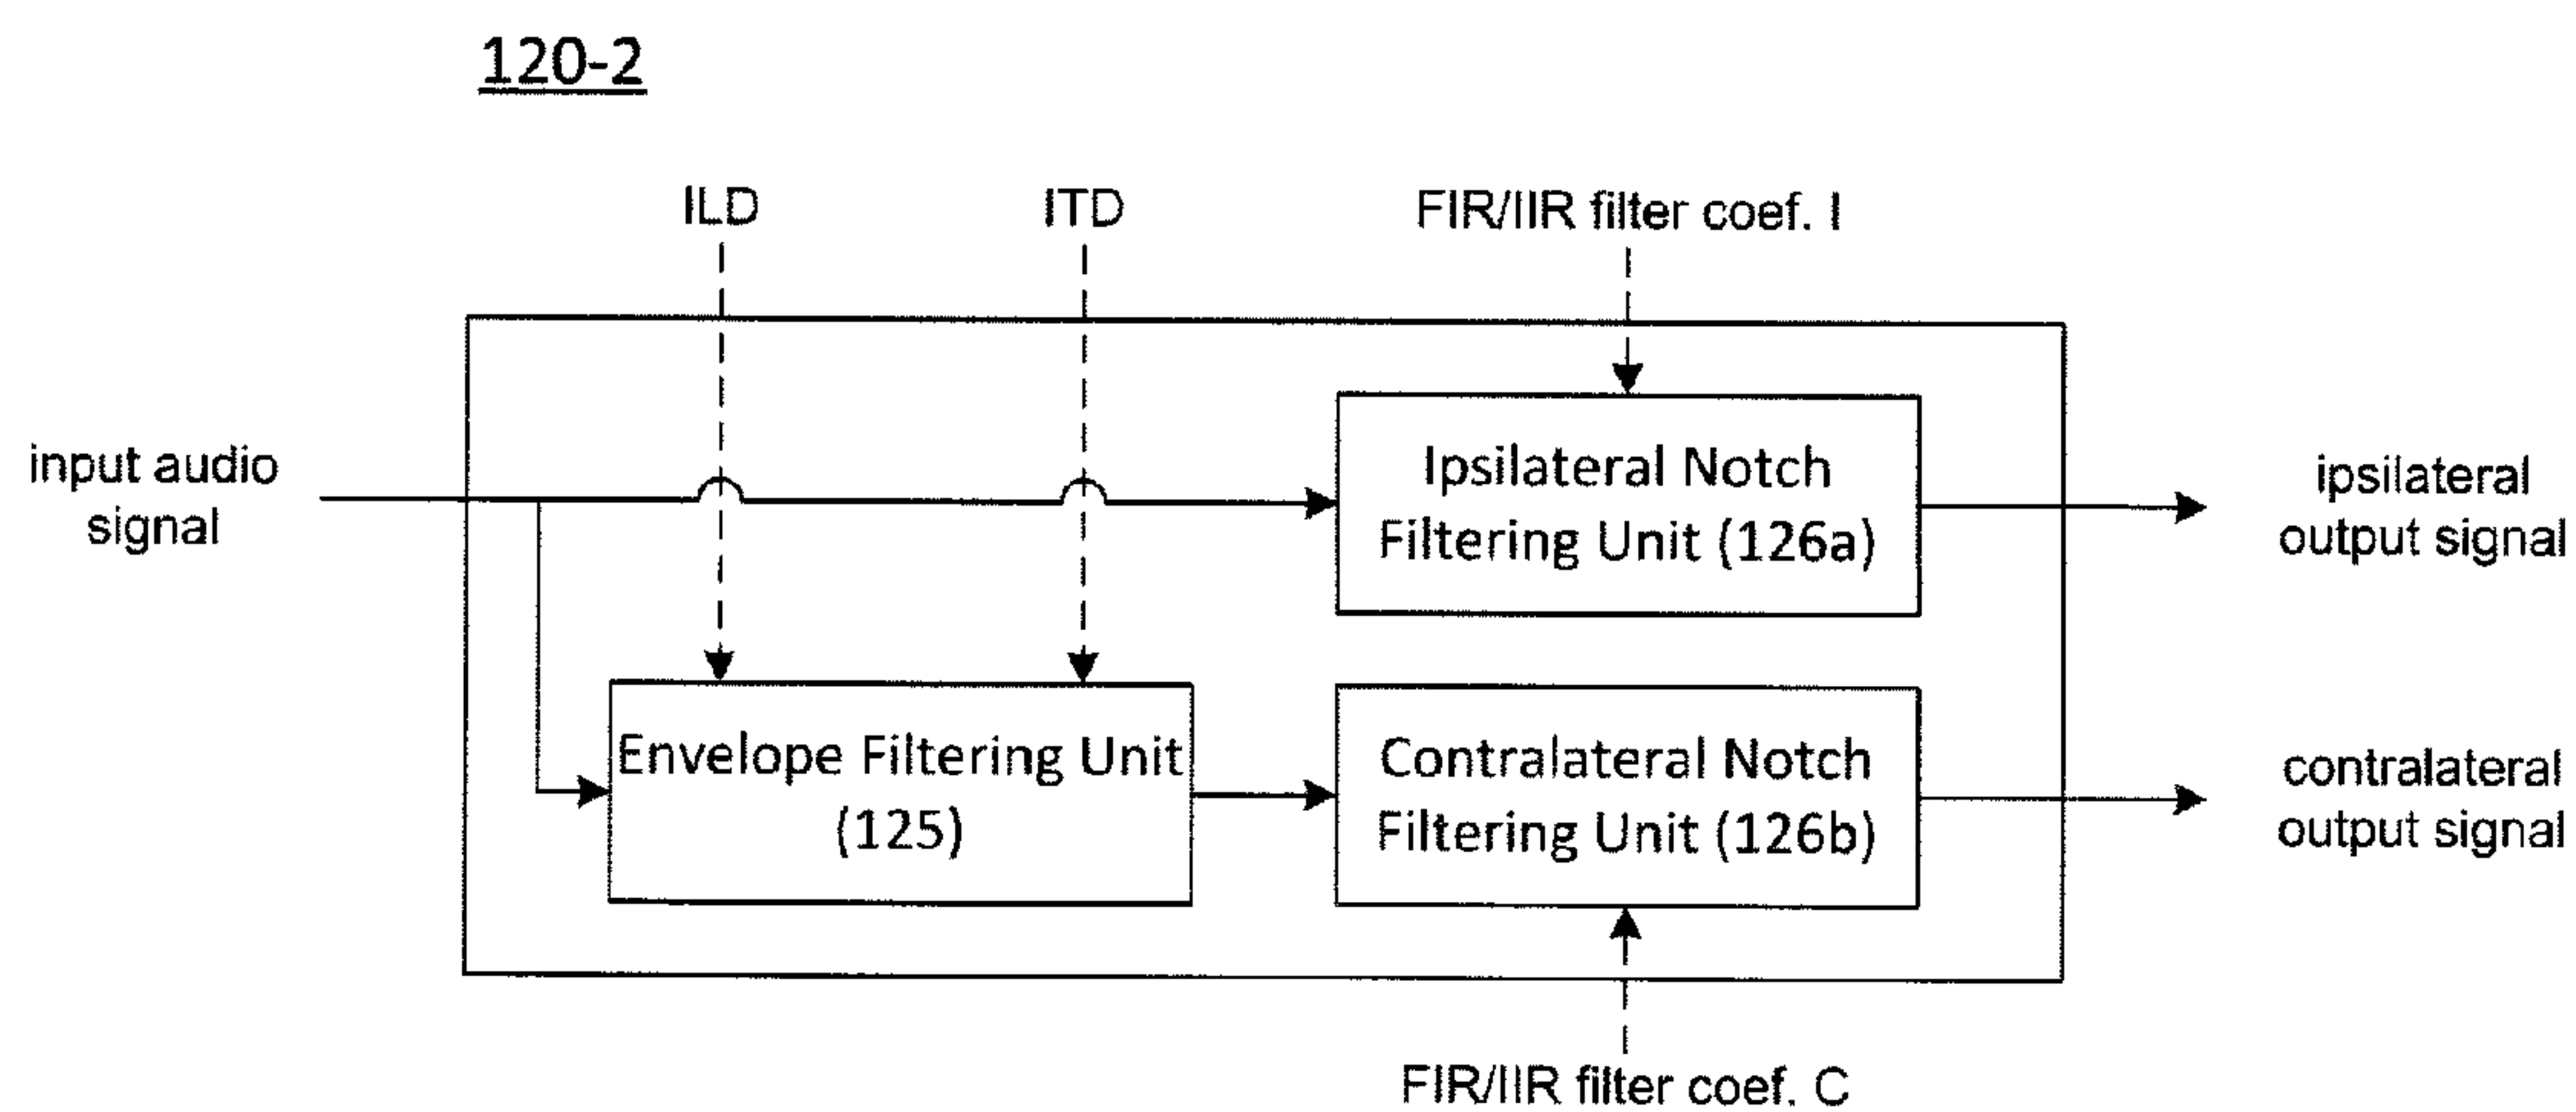 120-2
ILD
ITD
FIR/IIR filter coef. I
input audio
signal
Ipsilateral Notch
Filtering Unit (126a)
ipsilateral
output signal
Envelope Filtering Unit
(125)
Contralateral Notch
Filtering Unit (126b)
contralateral
output signal
FIR/IIR filter coef. C